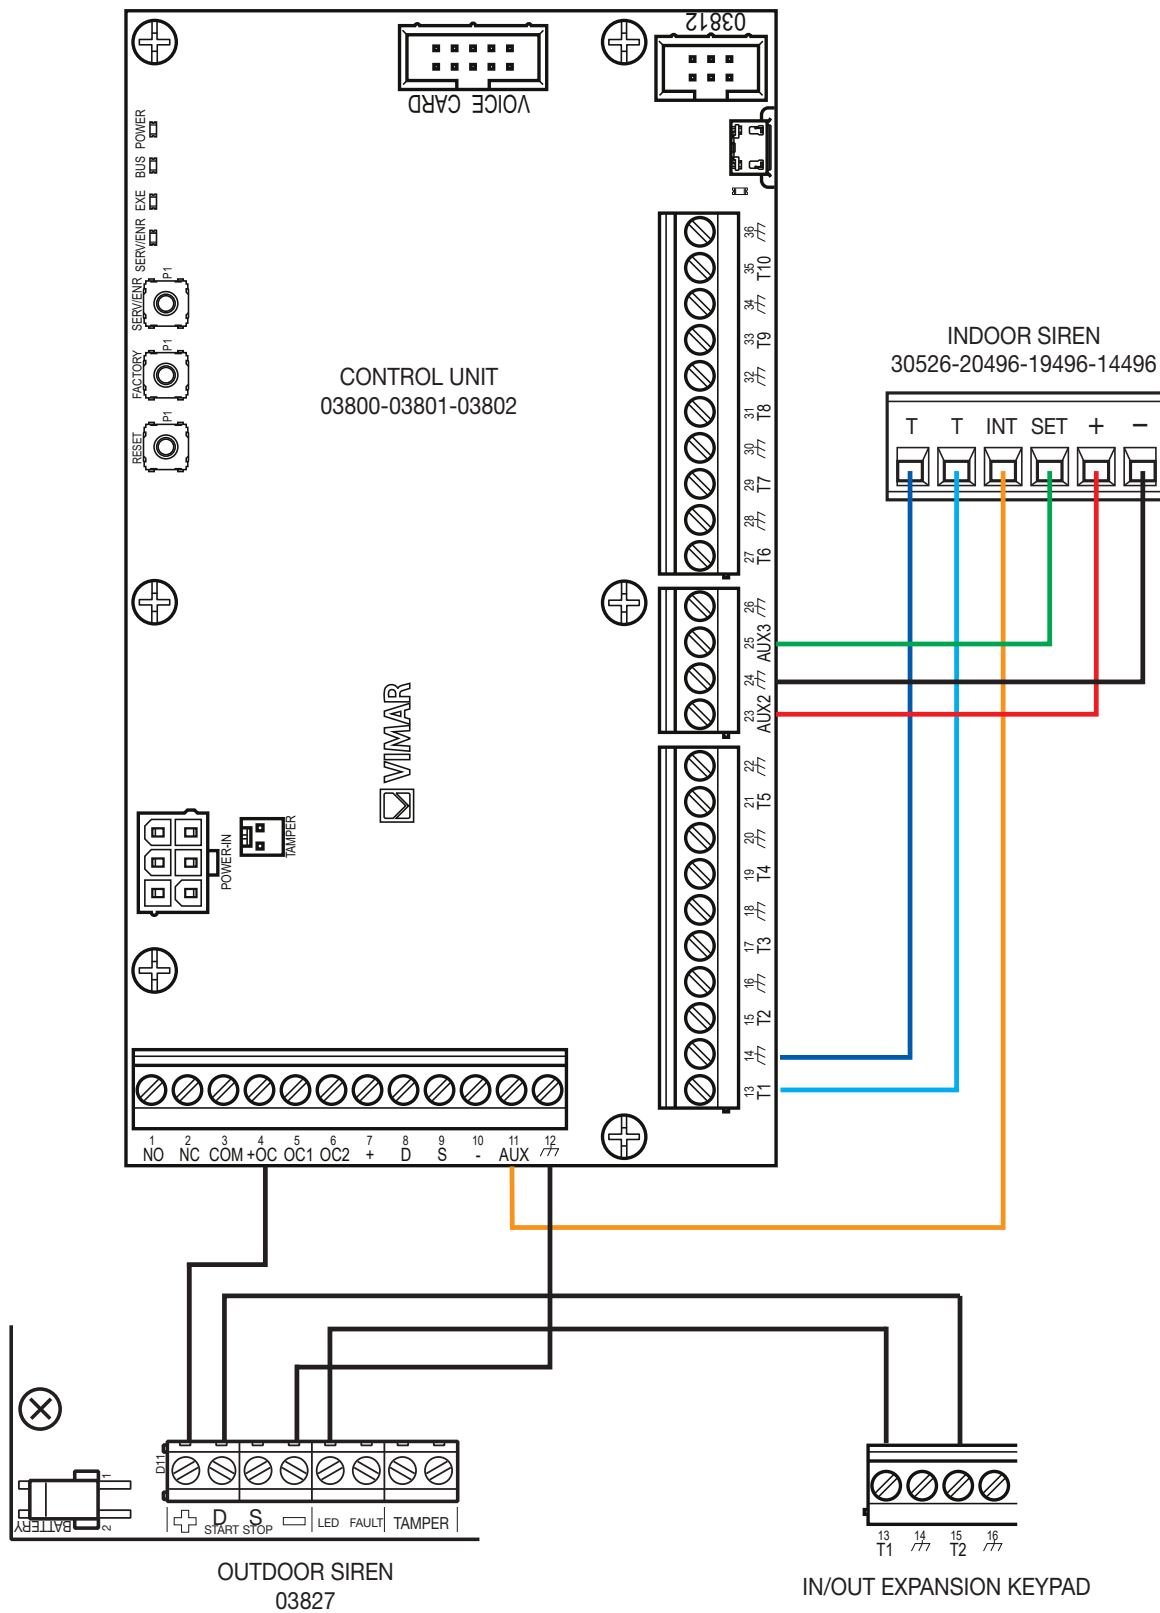 03812
VOICE CARD
POWER
BUS
EXE
SERV/ENR
SERV/ENR
P1
FACTORY
P1
RESET
P1
CONTROL UNIT
03800-03801-03802
36
35 T10
34
33 T9
32
31 T8
30
29 T7
28
27 T6
26
25 AUX3
24
23 AUX2
22
21 T5
20
19 T4
18
17 T3
16
15 T2
14
13 T1
INDOOR SIREN
30526-20496-19496-14496
T T INT SET + −
VIMAR
POWER-IN
TAMPER
1 2 3 4 5 6 7 8 9 10 11 12
NO NC COM +OC OC1 OC2 + D S - AUX
BATTERY
1
2
D11
+ D S −
START STOP
LED FAULT TAMPER
OUTDOOR SIREN
03827
13 14 15 16
T1 T2
IN/OUT EXPANSION KEYPAD